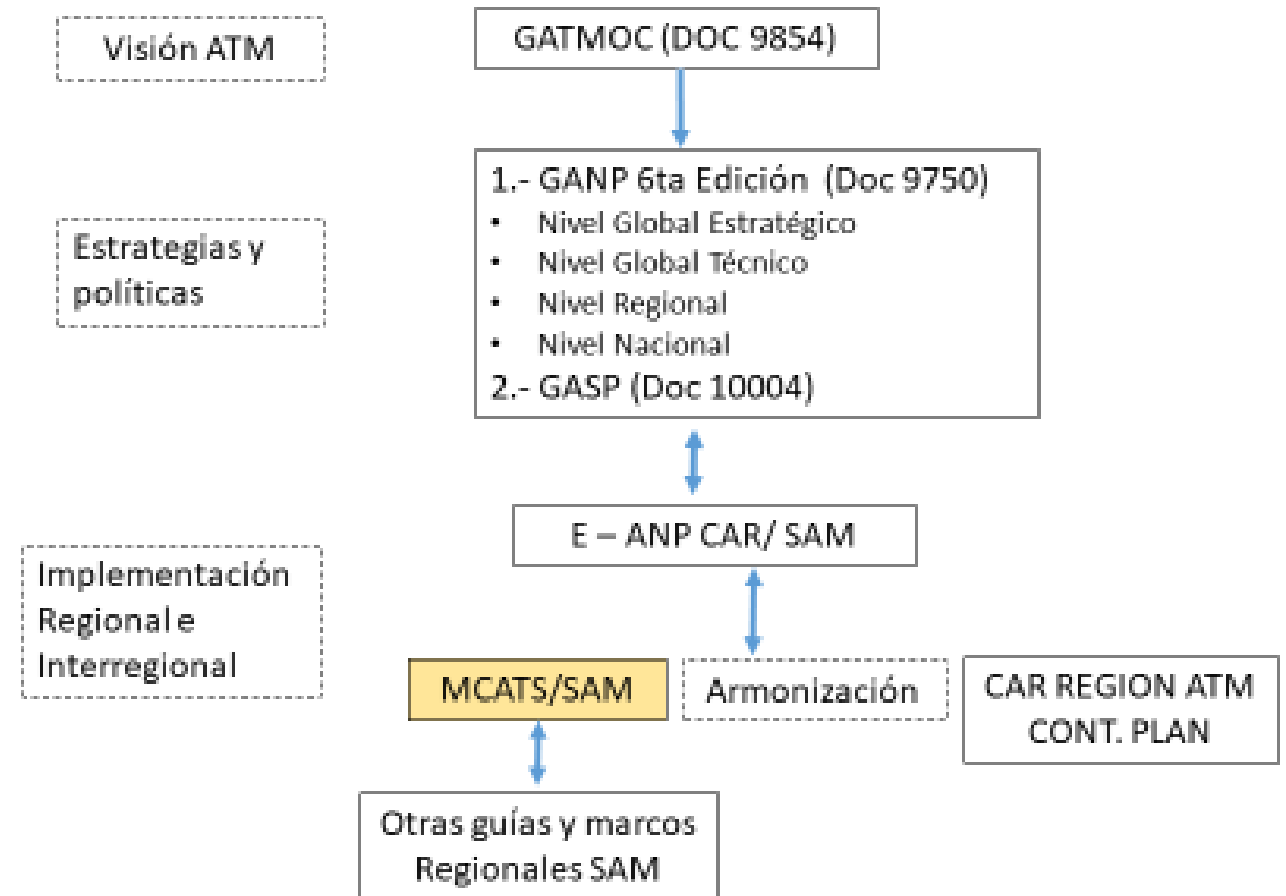 Visión ATM
GATMOC (DOC 9854)
Estrategias y
políticas
1.- GANP 6ta Edición (Doc 9750)
• Nivel Global Estratégico
• Nivel Global Técnico
• Nivel Regional
• Nivel Nacional
2.- GASP (Doc 10004)
E – ANP CAR/ SAM
Implementación
Regional e
Interregional
MCATS/SAM
Armonización
CAR REGION ATM
CONT. PLAN
Otras guías y marcos
Regionales SAM